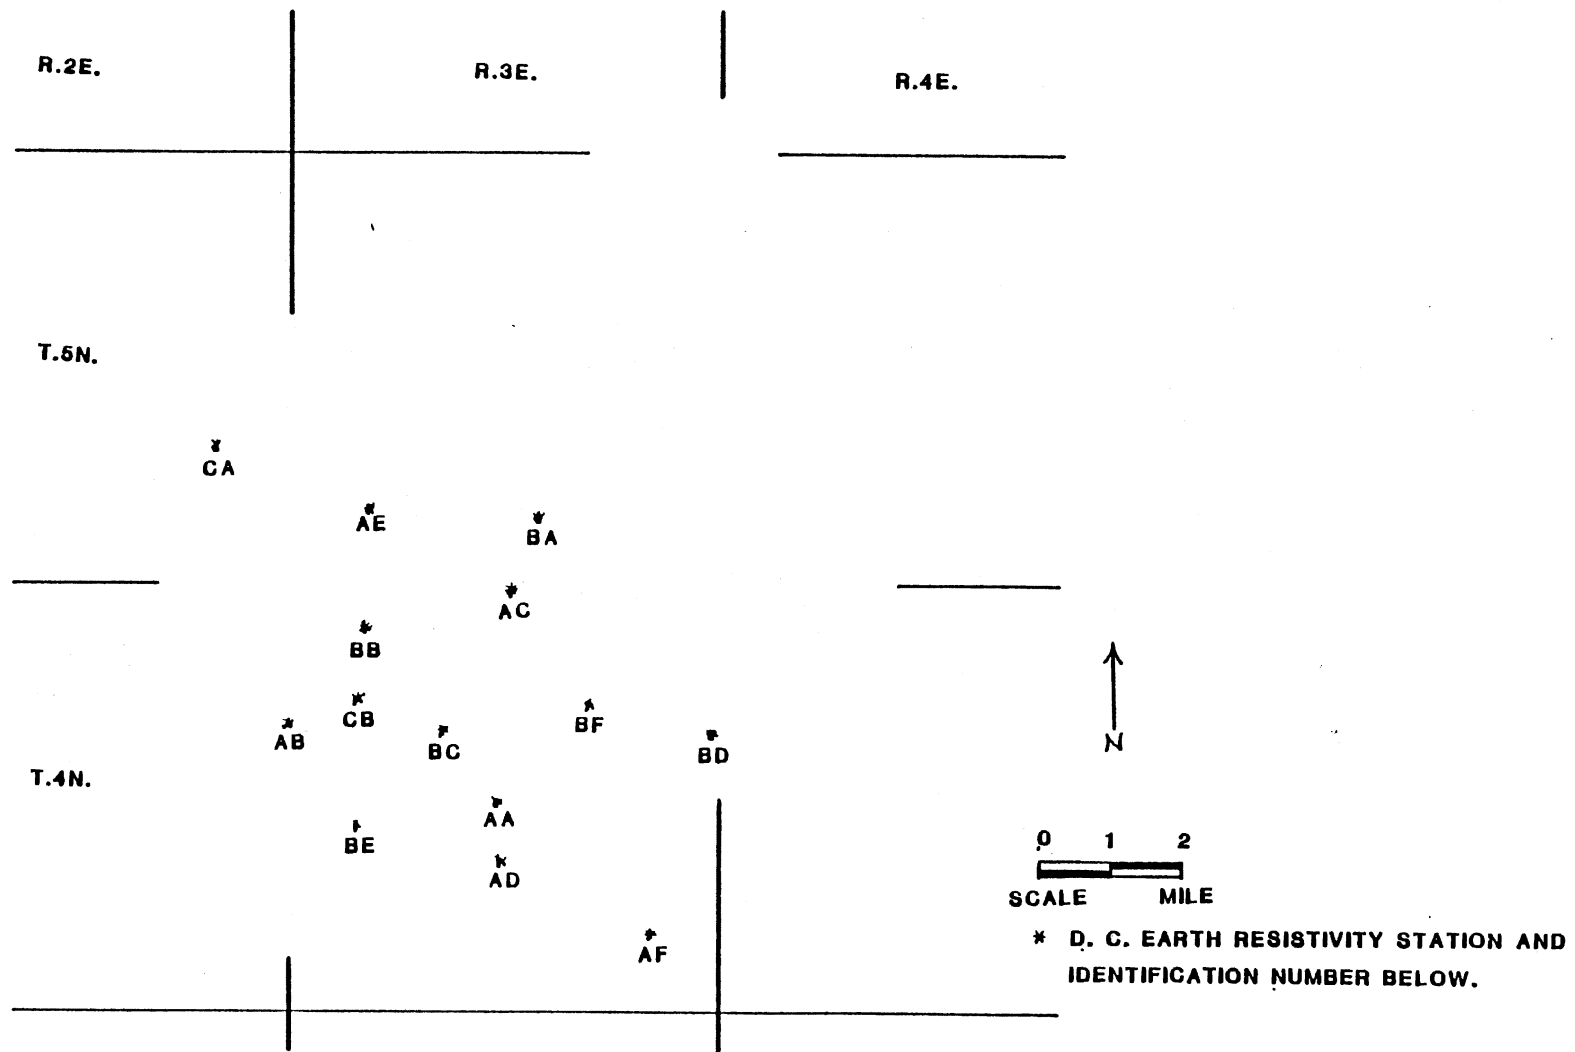 R.2E.
R.3E.
R.4E.
T.5N.
CA
AE
BA
AC
BB
CB
AB
BC
BF
BD
T.4N.
AA
BE
AD
AF
N
0 1 2
SCALE MILE
* D. C. EARTH RESISTIVITY STATION AND
IDENTIFICATION NUMBER BELOW.